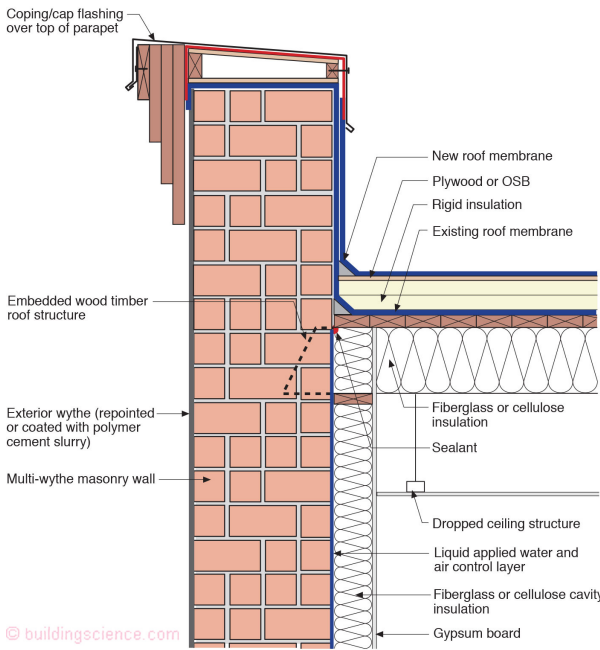 Coping/cap flashing
over top of parapet
New roof membrane
Plywood or OSB
Rigid insulation
Existing roof membrane
Embedded wood timber
roof structure
Exterior wythe (repointed
or coated with polymer
cement slurry)
Multi-wythe masonry wall
Fiberglass or cellulose
insulation
Sealant
Dropped ceiling structure
Liquid applied water and
air control layer
Fiberglass or cellulose cavity
insulation
Gypsum board
© buildingscience.com